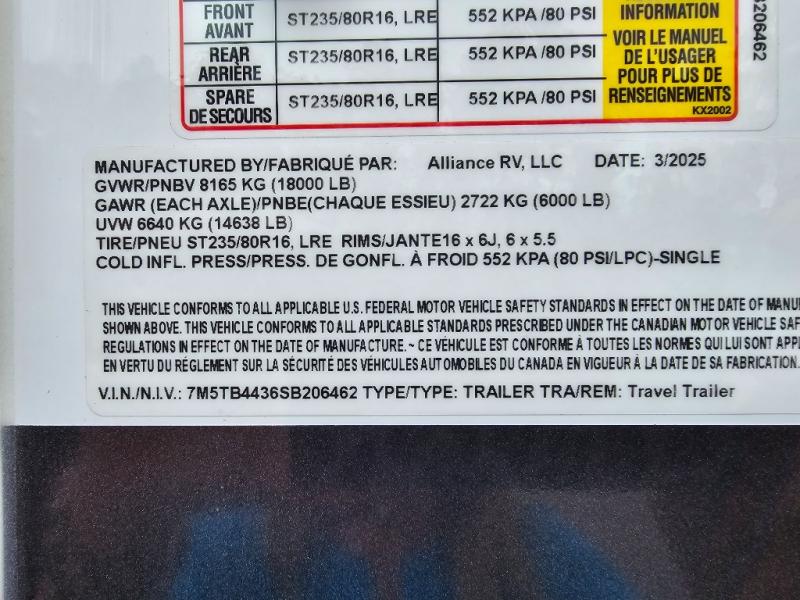 FRONT
AVANT
ST235/80R16, LRE
552 KPA /80 PSI
REAR
ARRIÈRE
ST235/80R16, LRE
552 KPA /80 PSI
SPARE
DE SECOURS
ST235/80R16, LRE
552 KPA /80 PSI
INFORMATION
VOIR LE MANUEL
DE L'USAGER
POUR PLUS DE
RENSEIGNEMENTS
KX2002
206462
MANUFACTURED BY/FABRIQUÉ PAR: Alliance RV, LLC DATE: 3/2025
GVWR/PNBV 8165 KG (18000 LB)
GAWR (EACH AXLE)/PNBE(CHAQUE ESSIEU) 2722 KG (6000 LB)
UVW 6640 KG (14638 LB)
TIRE/PNEU ST235/80R16, LRE RIMS/JANTE16 x 6J, 6 x 5.5
COLD INFL. PRESS/PRESS. DE GONFL. À FROID 552 KPA (80 PSI/LPC)-SINGLE
THIS VEHICLE CONFORMS TO ALL APPLICABLE U.S. FEDERAL MOTOR VEHICLE SAFETY STANDARDS IN EFFECT ON THE DATE OF MANU
SHOWN ABOVE. THIS VEHICLE CONFORMS TO ALL APPLICABLE STANDARDS PRESCRIBED UNDER THE CANADIAN MOTOR VEHICLE SAF
REGULATIONS IN EFFECT ON THE DATE OF MANUFACTURE. ~ CE VÉHICULE EST CONFORME À TOUTES LES NORMES QUI LUI SONT APPL
EN VERTU DU RÉGLEMENT SUR LA SÉCURITÉ DES VÉHICULES AUTOMOBILES DU CANADA EN VIGUEUR À LA DATE DE SA FABRICATION.
V.I.N./N.I.V.: 7M5TB4436SB206462 TYPE/TYPE: TRAILER TRA/REM: Travel Trailer